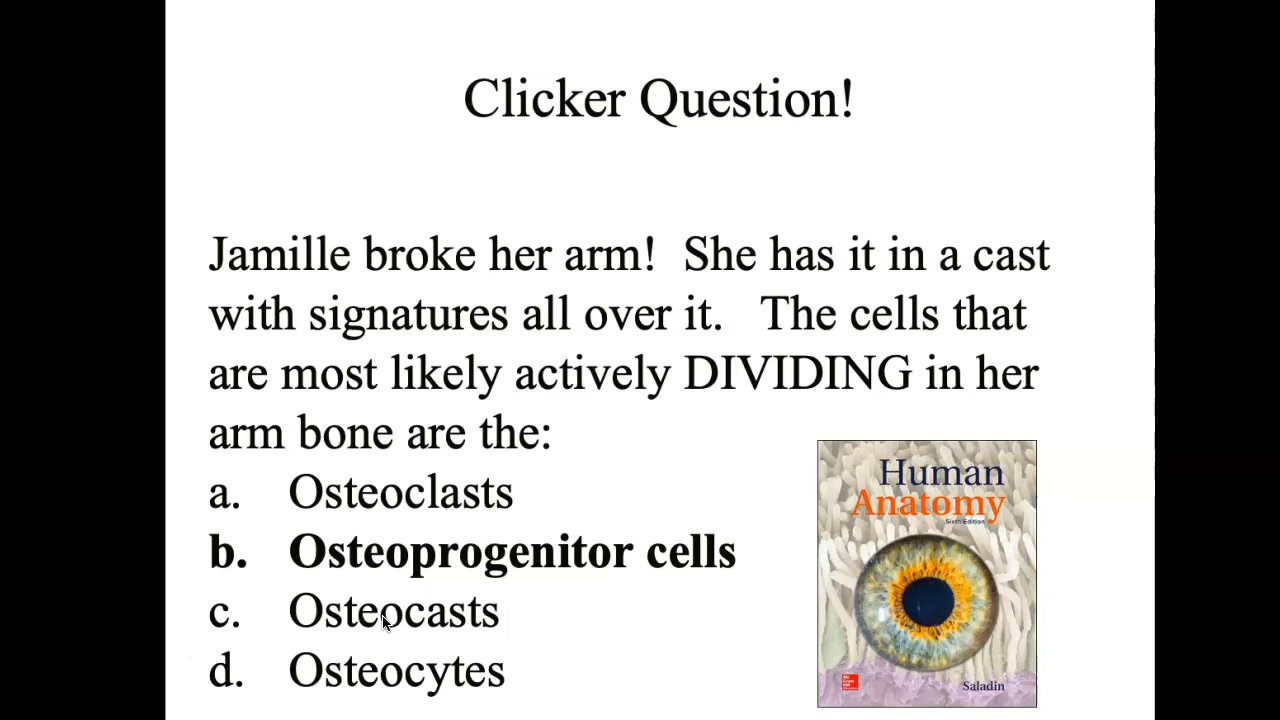 Clicker Question!
Jamille broke her arm! She has it in a cast
with signatures all over it. The cells that
are most likely actively DIVIDING in her
arm bone are the:
a. Osteoclasts
b. Osteoprogenitor cells
c. Osteocasts
d. Osteocytes
Human
Anatomy
Sixth Edition
Saladin